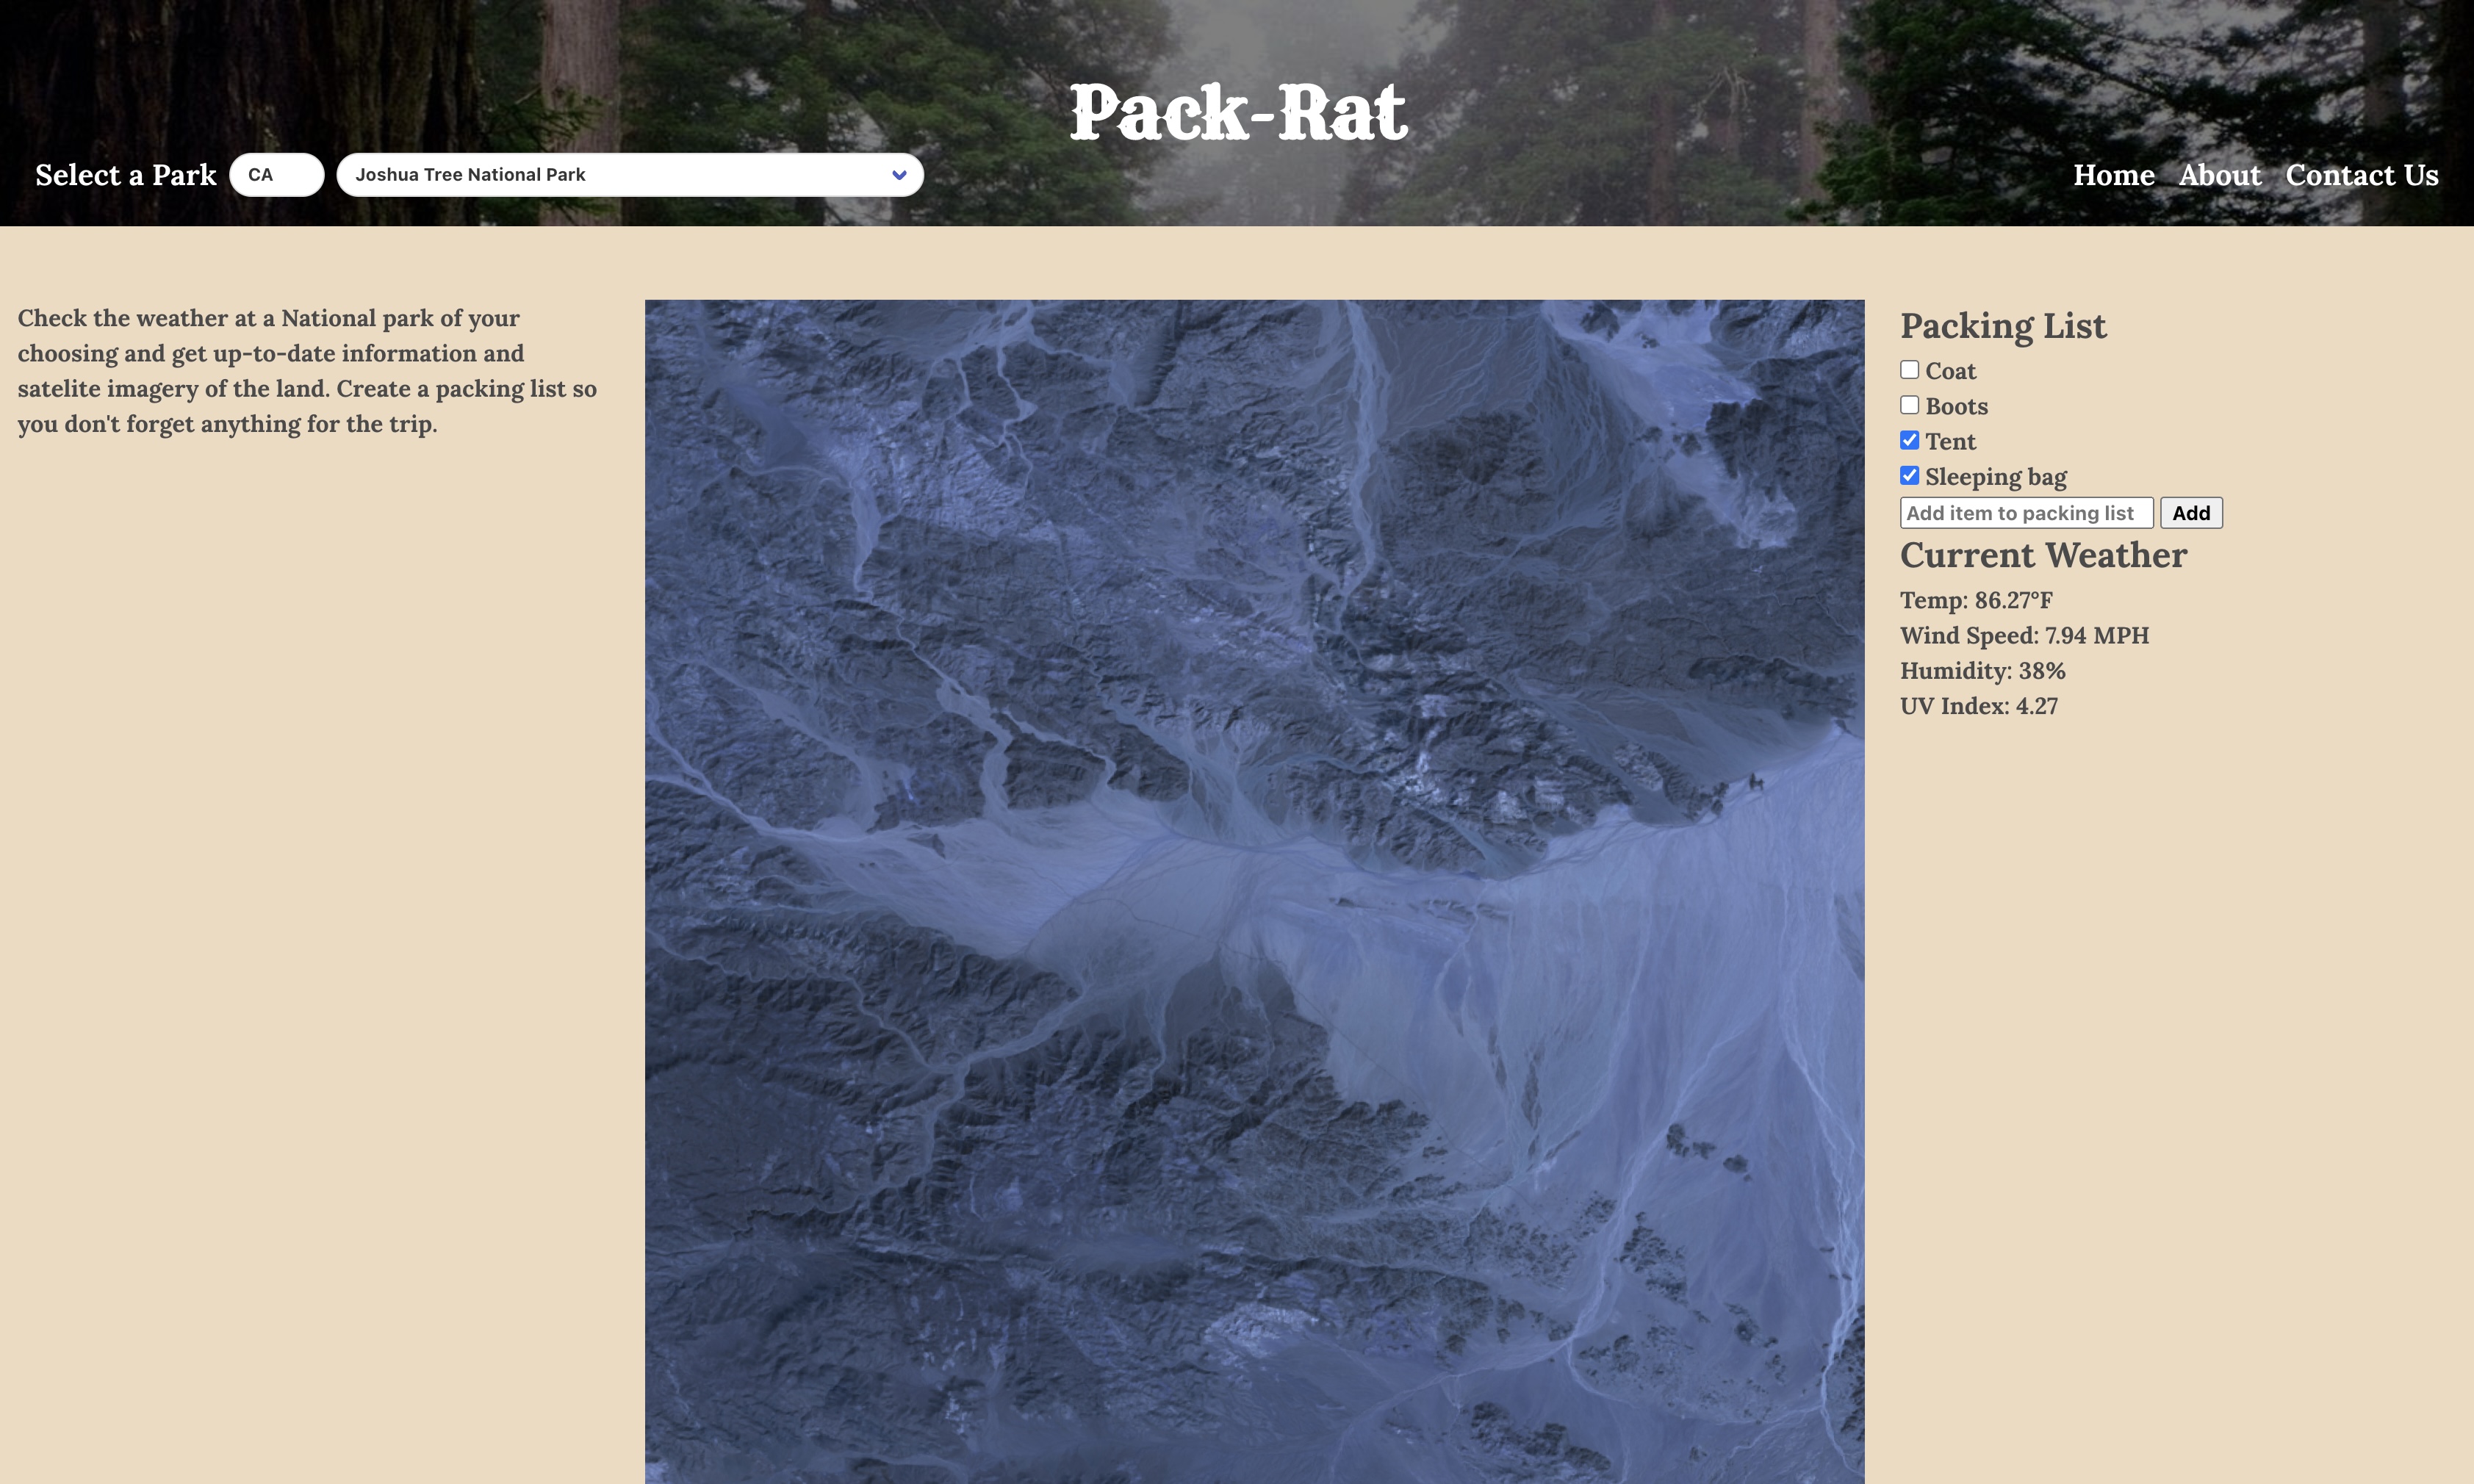 Pack-Rat
Select a Park
CA
Joshua Tree National Park
Home
About
Contact Us
Check the weather at a National park of your
choosing and get up-to-date information and
satelite imagery of the land. Create a packing list so
you don't forget anything for the trip.
Packing List
Coat
Boots
Tent
Sleeping bag
Add item to packing list
Add
Current Weather
Temp: 86.27°F
Wind Speed: 7.94 MPH
Humidity: 38%
UV Index: 4.27